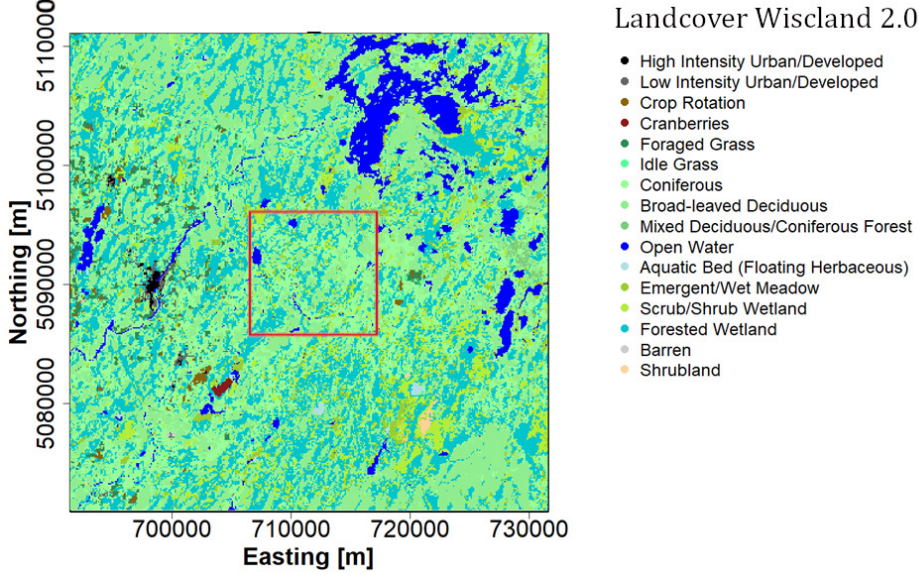 Landcover Wiscland 2.0
High Intensity Urban/Developed
Low Intensity Urban/Developed
Crop Rotation
Cranberries
Foraged Grass
Idle Grass
Coniferous
Broad-leaved Deciduous
Mixed Deciduous/Coniferous Forest
Open Water
Aquatic Bed (Floating Herbaceous)
Emergent/Wet Meadow
Scrub/Shrub Wetland
Forested Wetland
Barren
Shrubland
Northing [m]
5110000
5100000
5090000
5080000
700000
710000
720000
730000
Easting [m]